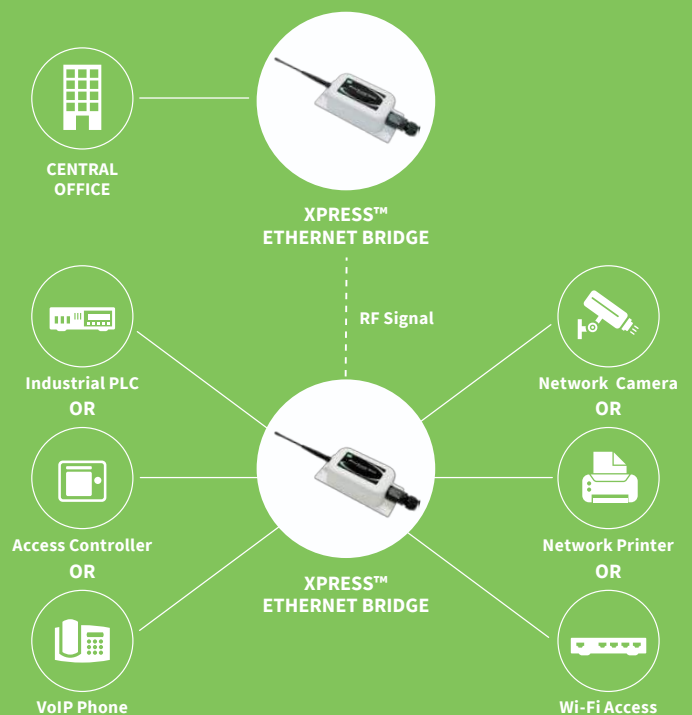 CENTRAL
OFFICE
XPRESS™
ETHERNET BRIDGE
RF Signal
Industrial PLC
OR
Access Controller
OR
VoIP Phone
Network Camera
OR
Network Printer
OR
Wi-Fi Access
XPRESS™
ETHERNET BRIDGE